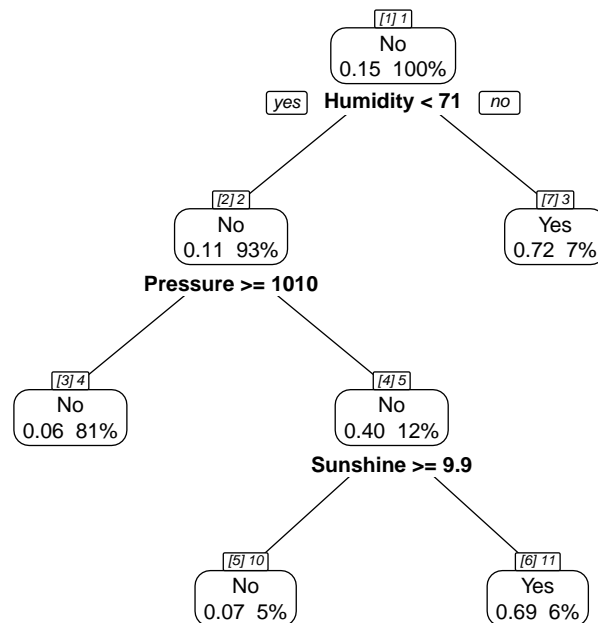 [1] 1
No
0.15 100%
yes Humidity < 71 no
[2] 2
No
0.11 93%
[7] 3
Yes
0.72 7%
Pressure >= 1010
[3] 4
No
0.06 81%
[4] 5
No
0.40 12%
Sunshine >= 9.9
[5] 10
No
0.07 5%
[6] 11
Yes
0.69 6%